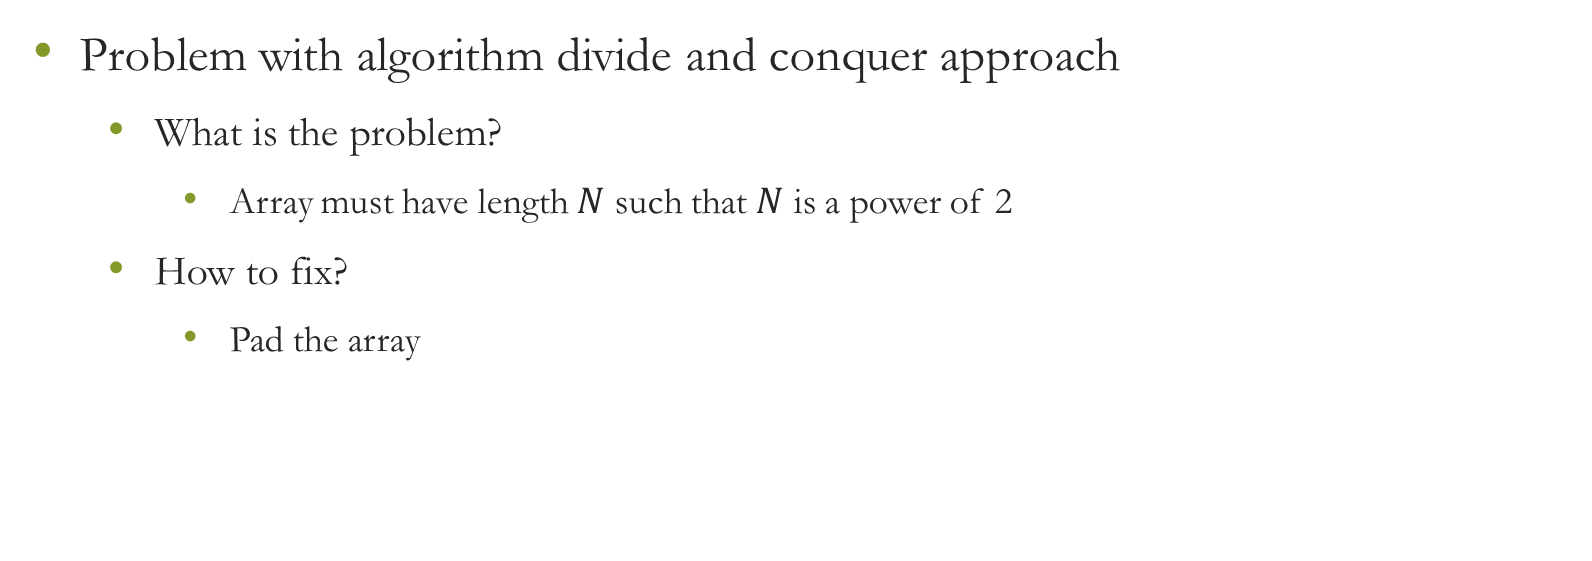 • Problem with algorithm divide and conquer approach
• What is the problem?
• Array must have length N such that N is a power of 2
• How to fix?
• Pad the array